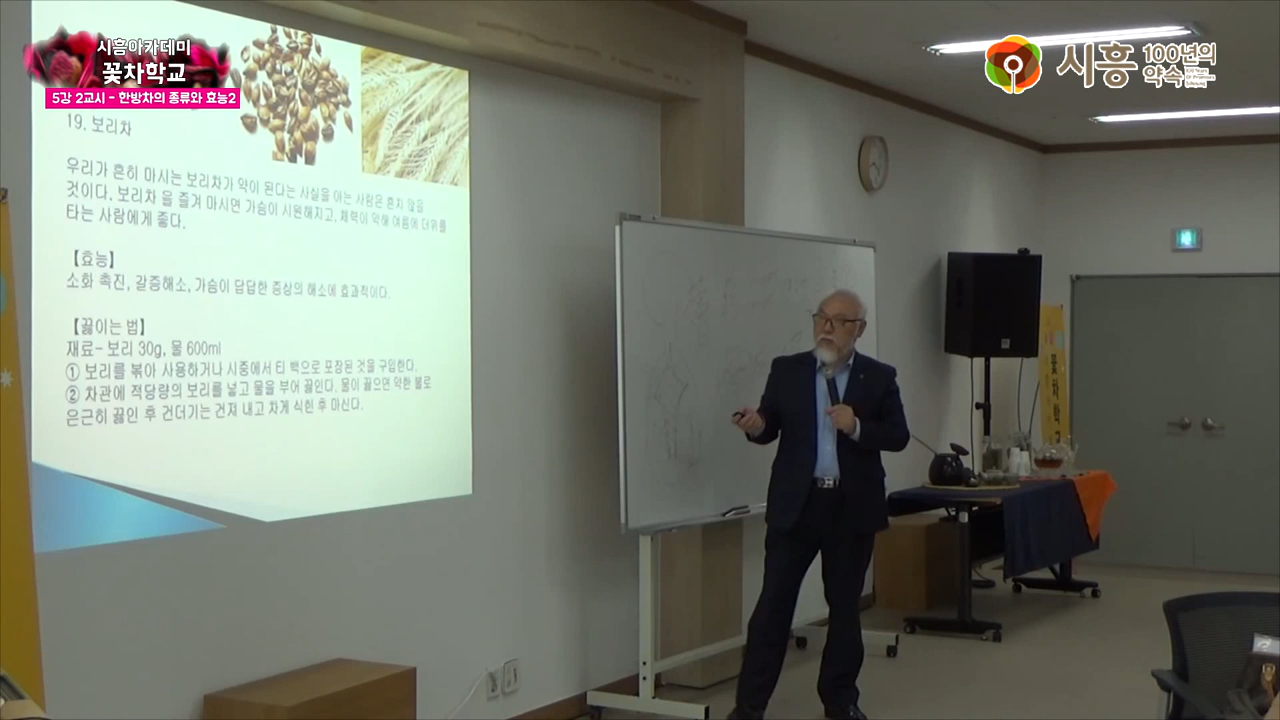 시흥아카데미
꽃차학교
5강 2교시 - 한방차의 종류와 효능2
시흥 100년의
약속
19. 보리차
우리가 흔히 마시는 보리차가 약이 된다는 사실을 아는 사람은 흔지 않을
것이다. 보리차 을 즐겨 마시면 가슴이 시원해지고, 체력이 약해 여름에 더위를
타는 사람에게 좋다.
【효능】
소화 촉진, 갈증해소, 가슴이 답답한 증상의 해소에 효과적이다.
【끓이는 법】
재료- 보리 30g, 물 600ml
① 보리를 볶아 사용하거나 시중에서 티 백으로 포장된 것을 구입한다.
② 차관에 적당량의 보리를 넣고 물을 부어 끓인다. 물이 끓으면 약한 불로
은근히 끓인 후 건더기는 건져 내고 차게 식힌 후 마신다.
꽃차학교